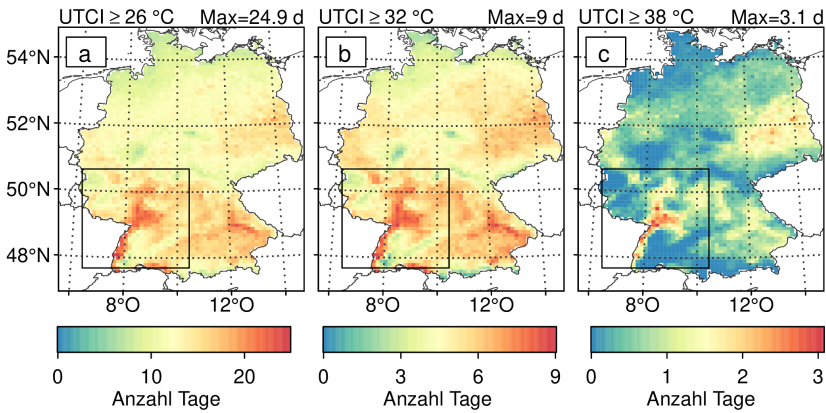 UTCI ≥ 26 °C Max=24.9 d UTCI ≥ 32 °C Max=9 d UTCI ≥ 38 °C Max=3.1 d
54°N a b c
52°N
50°N
48°N
8°O 12°O 8°O 12°O 8°O 12°O
0 10 20 0 3 6 9 0 1 2 3
Anzahl Tage Anzahl Tage Anzahl Tage